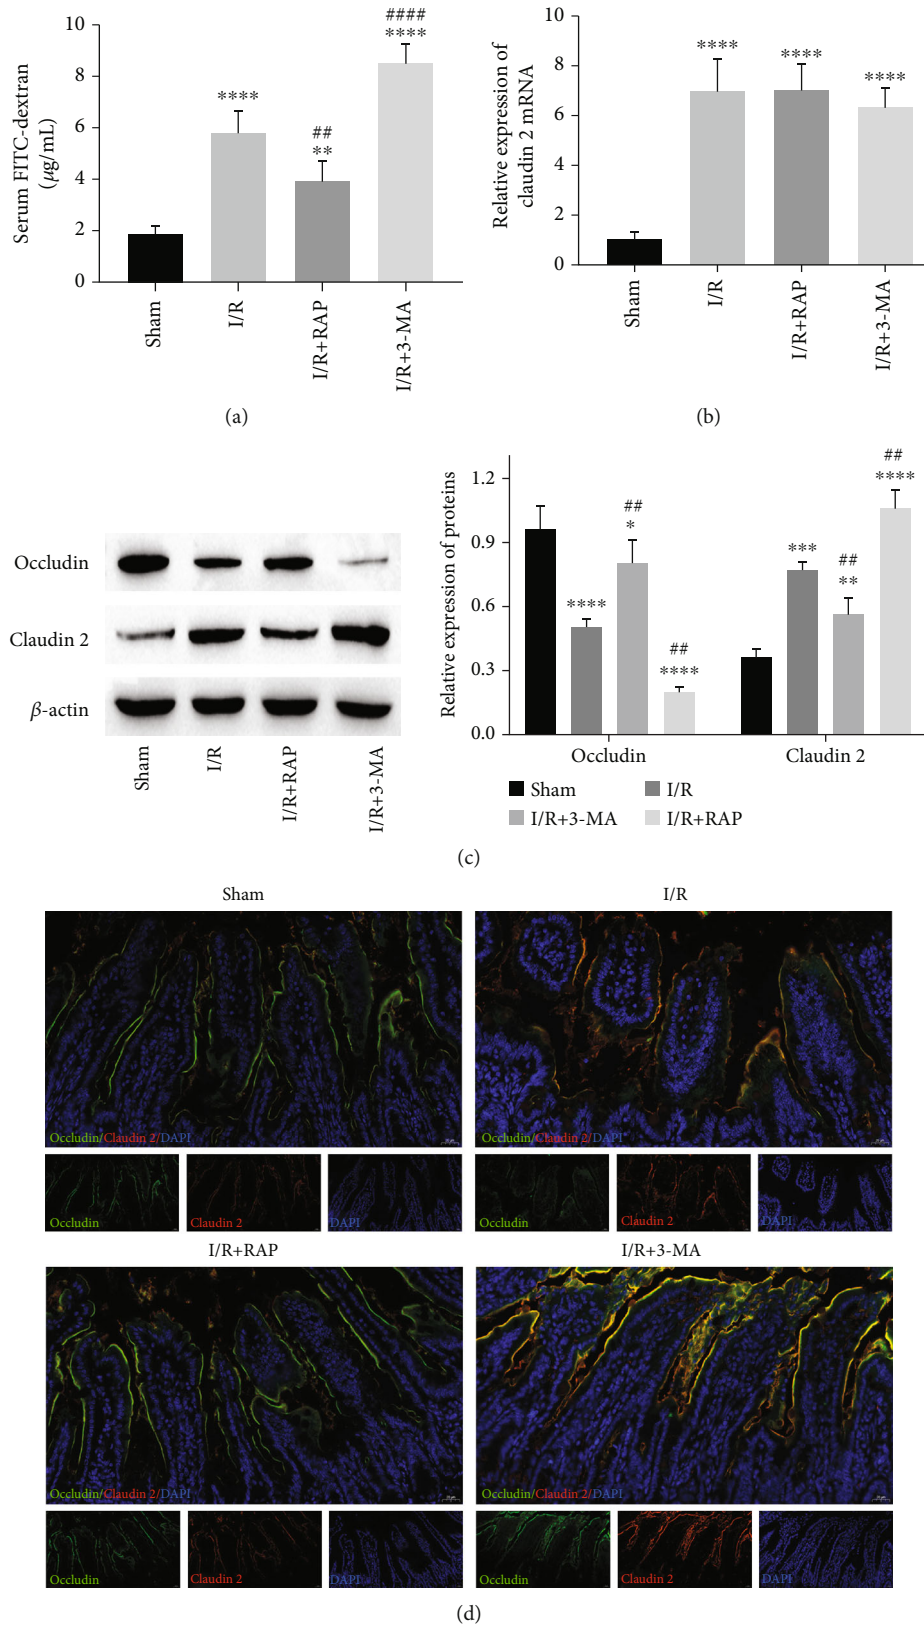 10
8
6
4
2
0
Serum FITC-dextran
(μg/mL)
****
##
**
####
****
Sham
I/R
I/R+RAP
I/R+3-MA
(a)
10
8
6
4
2
0
Relative expression of
claudin 2 mRNA
****
****
****
Sham
I/R
I/R+RAP
I/R+3-MA
(b)
Occludin
Claudin 2
β-actin
Sham
I/R
I/R+RAP
I/R+3-MA
Relative expression of proteins
1.2
0.9
0.6
0.3
0.0
****
##
*
##
****
***
##
**
##
****
Occludin
Claudin 2
Sham
I/R
I/R+3-MA
I/R+RAP
(c)
Sham
I/R
Occludin/Claudin 2/DAPI
Occludin/Claudin 2/DAPI
Occludin
Claudin 2
DAPI
Occludin
Claudin 2
DAPI
I/R+RAP
I/R+3-MA
Occludin/Claudin 2/DAPI
Occludin/Claudin 2/DAPI
Occludin
Claudin 2
DAPI
Occludin
Claudin 2
DAPI
(d)